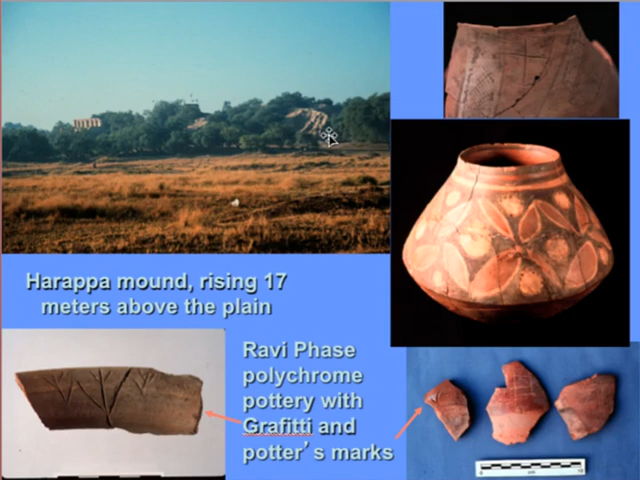 Harappa mound, rising 17
meters above the plain
Ravi Phase
polychrome
pottery with
Grafitti and
potter's marks